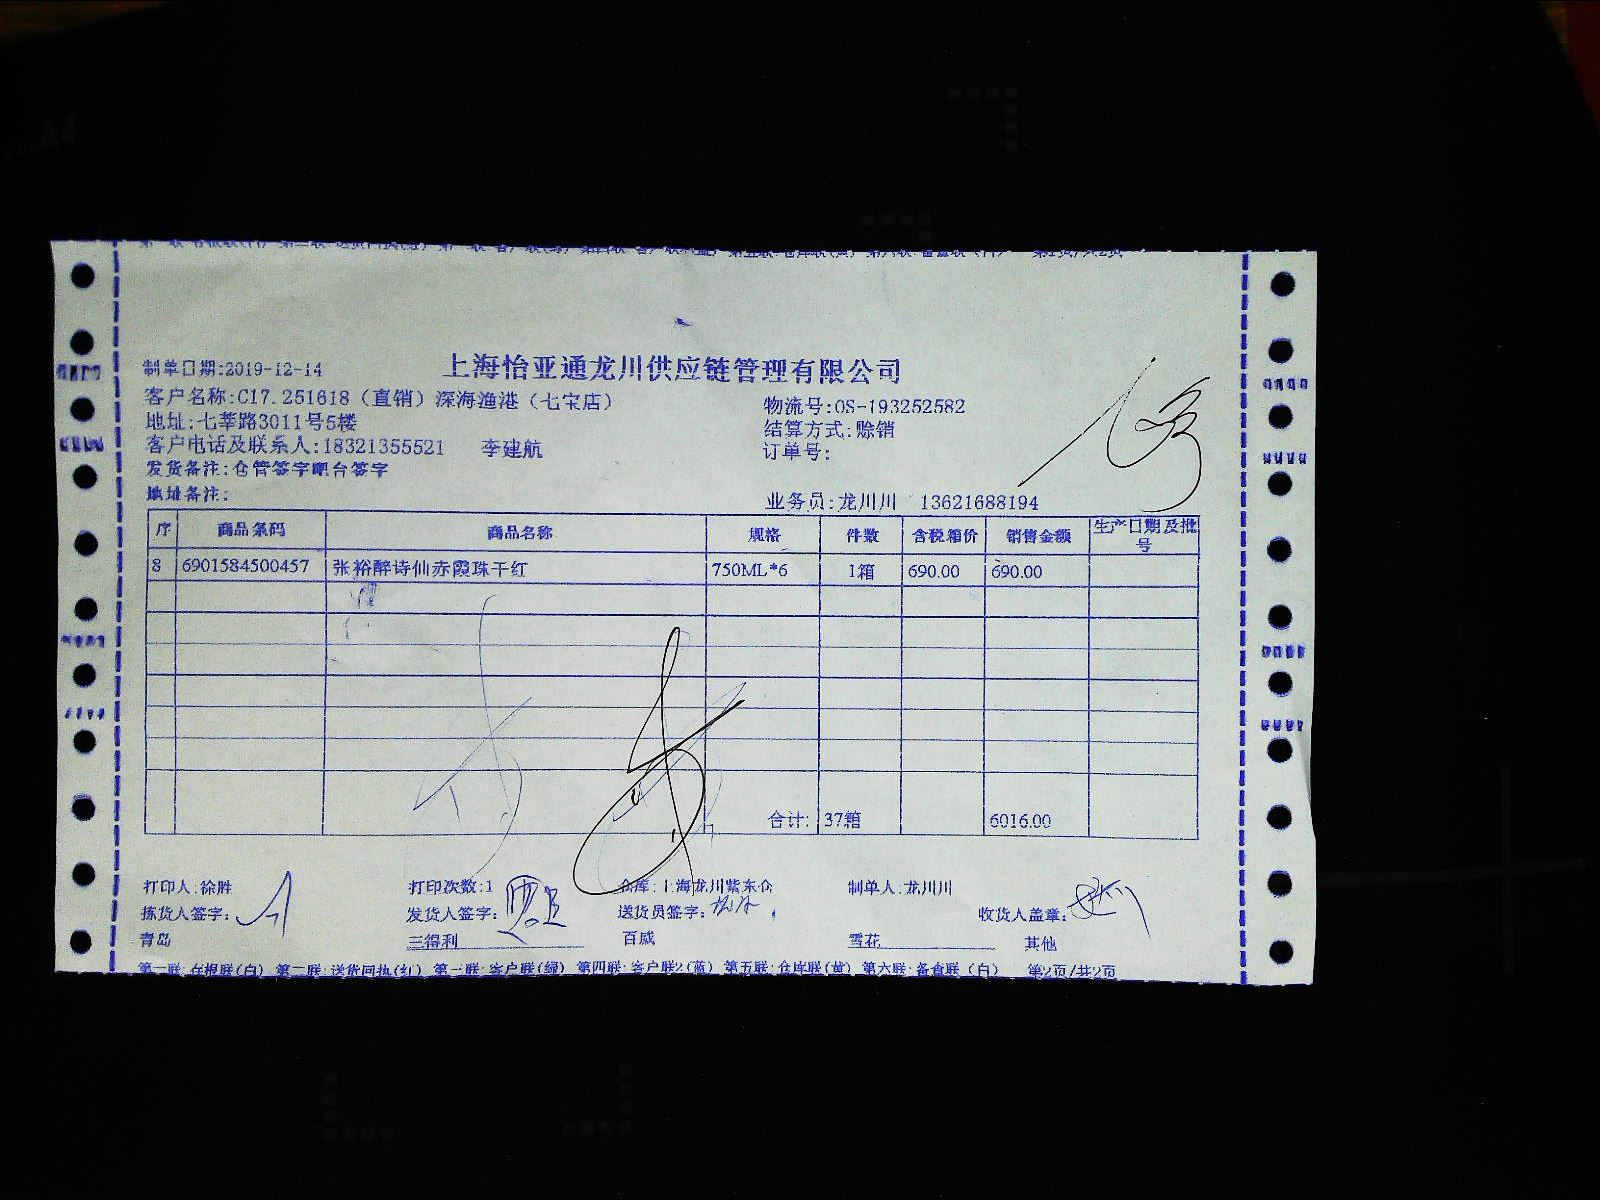 上海怡亚通龙川供应链管理有限公司
制单日期:2019-12-14
客户名称:C17.251618（直销）深海渔港（七宝店）
物流号:OS-193252582
地址:七莘路3011号5楼
结算方式:赊销
客户电话及联系人:18321355521 李建航
订单号:
发货备注:仓管签字吧台签字
地址备注:
业务员:龙川川 13621688194
序 商品条码 商品名称 规格 件数 含税箱价 销售金额 生产日期及批号
8 6901584500457 张裕醉诗仙赤霞珠干红 750ML*6 1箱 690.00 690.00
合计: 37箱 6016.00
打印人:徐胜 打印次数:1 仓库:上海龙川紫东仓 制单人:龙川川
拣货人签字: 发货人签字: 送货员签字: 收货人盖章:
青岛 三得利 百威 雪花 其他
第一联:存根联(白) 第二联:送货回执(红) 第三联:客户联(绿) 第四联:客户联2(蓝) 第五联:仓库联(黄) 第六联:备查联（白） 第2页/共2页